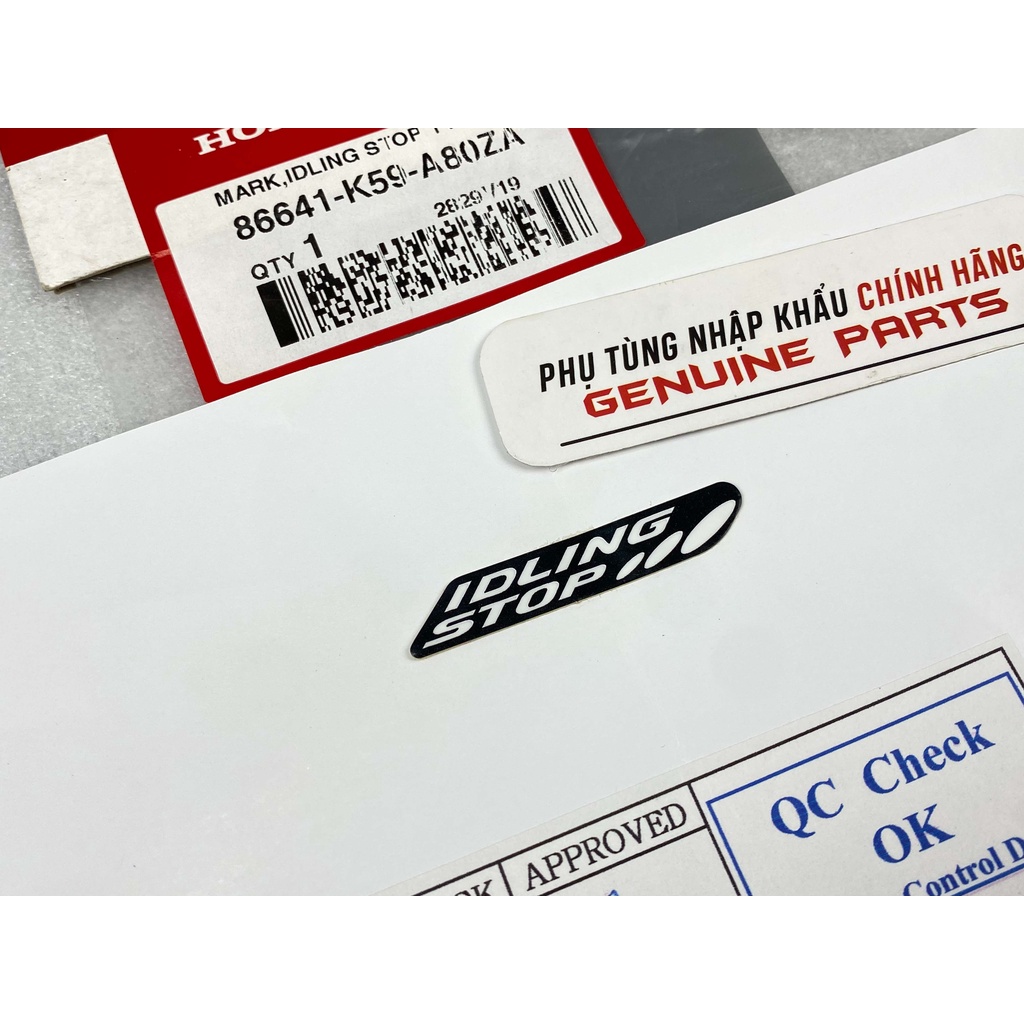 MARK,IDLING STOP
86641-K59-A80ZA
2829V19
QTY 1
PHỤ TÙNG NHẬP KHẨU CHÍNH HÃNG
GENUINE PARTS
IDLING
STOP
APPROVED
QC Check
OK
Control